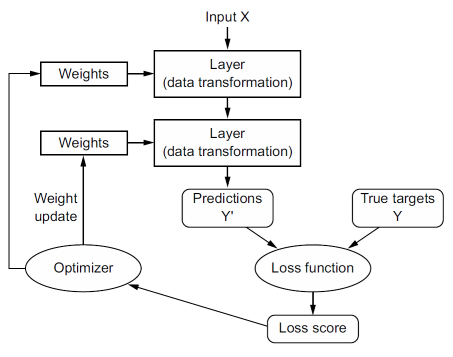 Input X
Layer
(data transformation)
Weights
Layer
(data transformation)
Weights
Predictions
Y'
True targets
Y
Weight
update
Optimizer
Loss function
Loss score